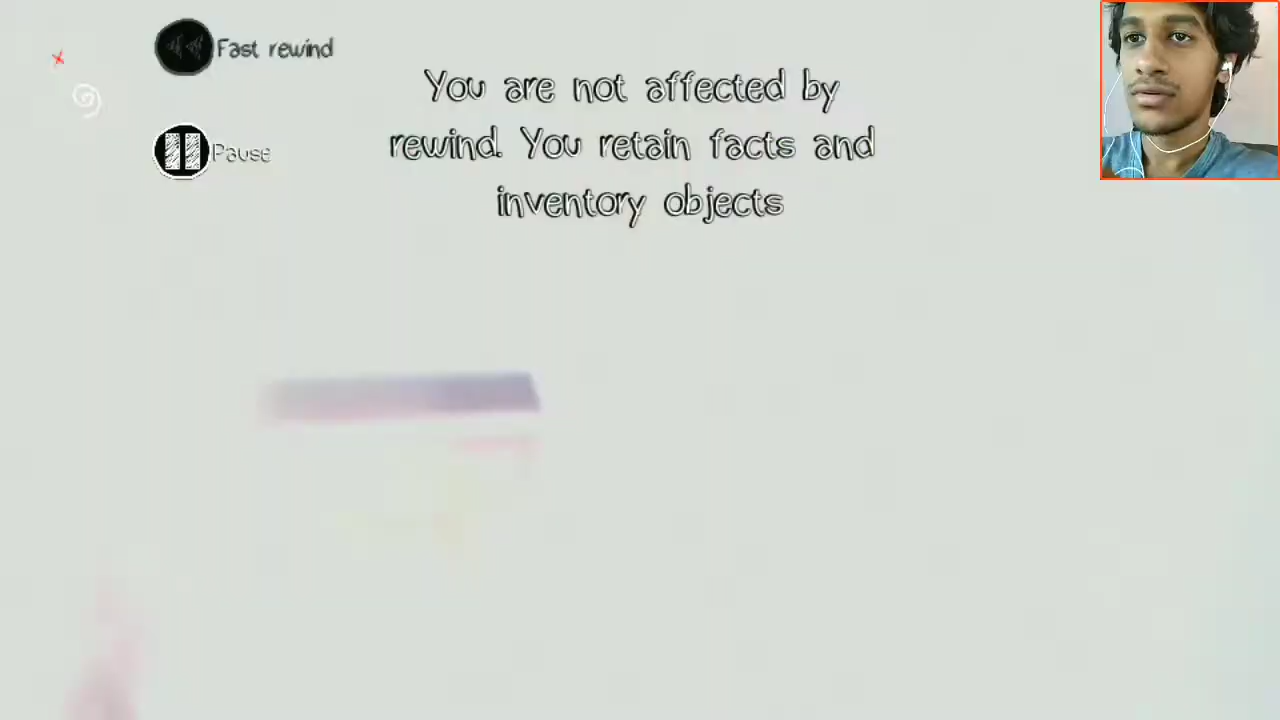 Fast rewind
You are not affected by
rewind. You retain facts and
inventory objects
Pause